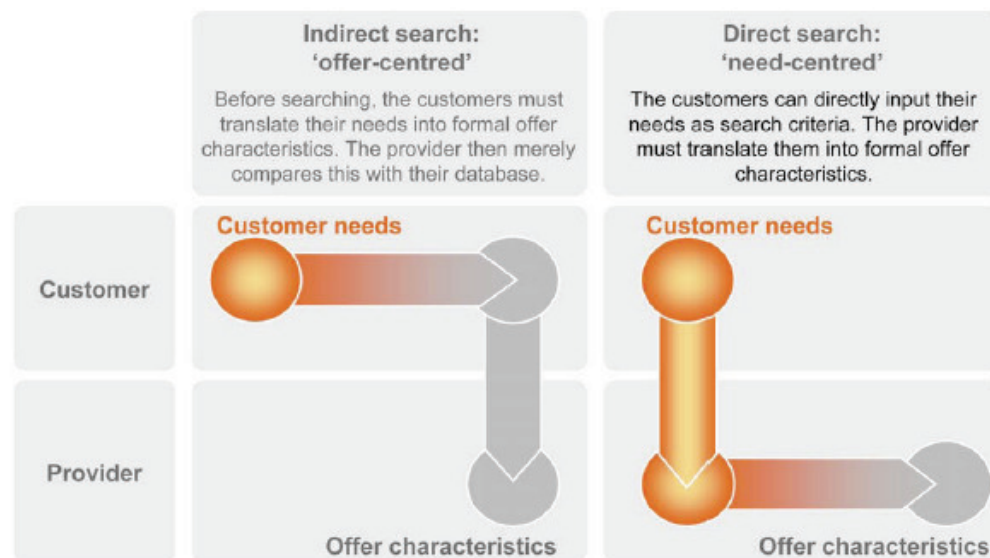 Indirect search:
‘offer-centred’
Before searching, the customers must
translate their needs into formal offer
characteristics. The provider then merely
compares this with their database.
Direct search:
‘need-centred’
The customers can directly input their
needs as search criteria. The provider
must translate them into formal offer
characteristics.
Customer
Customer needs
Customer needs
Provider
Offer characteristics
Offer characteristics